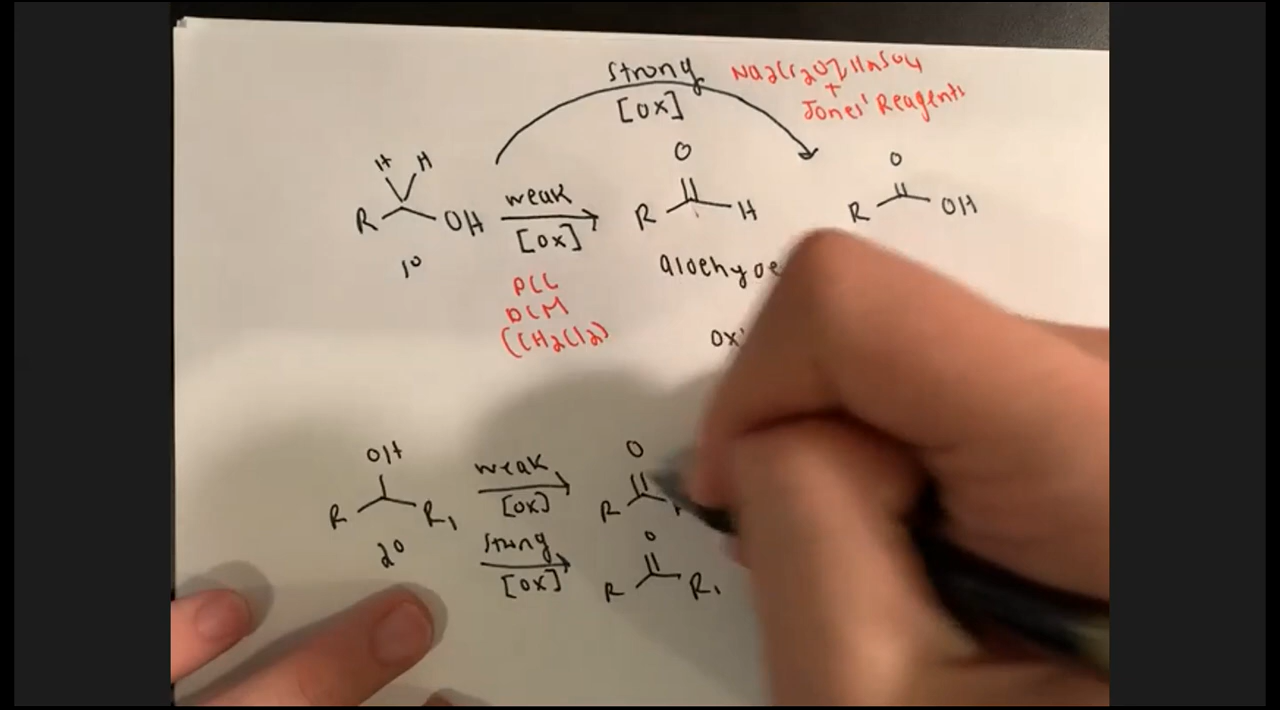 strong
[OX]
Na2Cr2O7, H2SO4
+
Jones' Reagents
H H
R OH
1°
weak
[OX]
PCC
DCM
(CH2Cl2)
O
R H
aldehyde
O
R OH
OH
R R1
2°
weak
[OX]
O
R
strong
[OX]
O
R R1